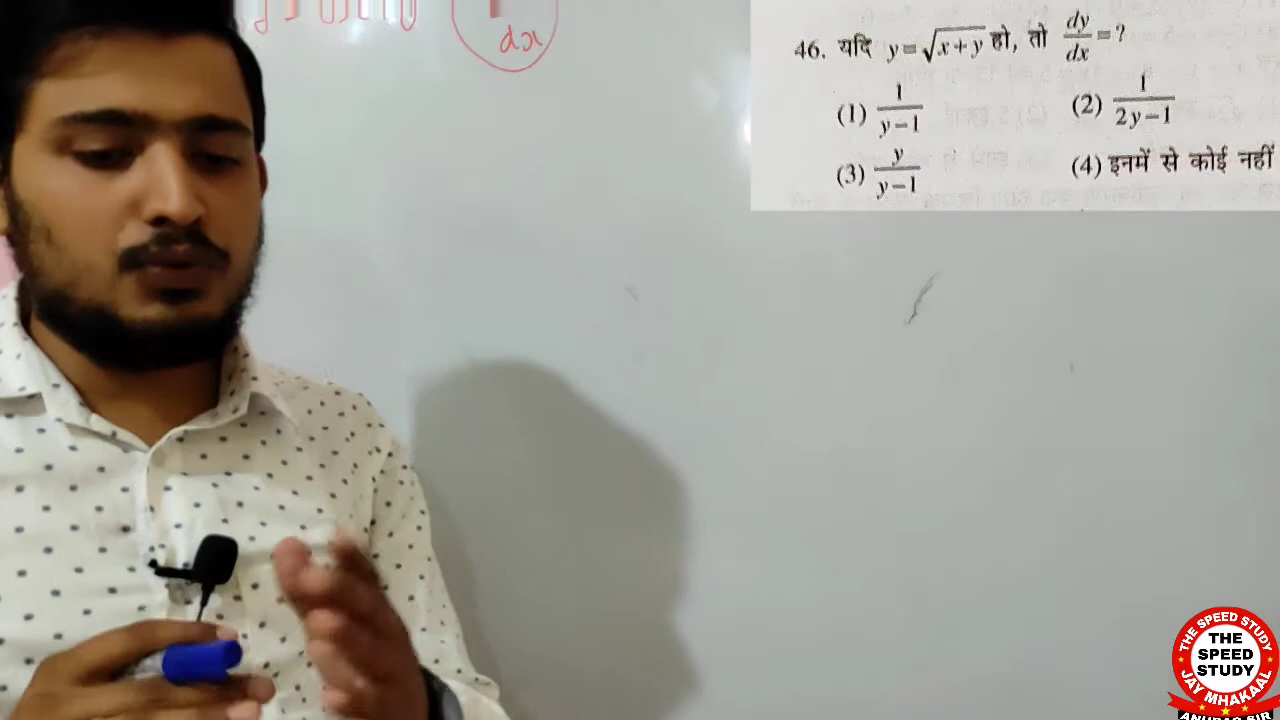 dx
46. यदि y=√x+y हो, तो dy/dx=?
(1) 1/y−1 (2) 1/2y−1
(3) y/y−1 (4) इनमें से कोई नहीं
THE SPEED STUDY
THE
SPEED
STUDY
JAY MHAKAAL